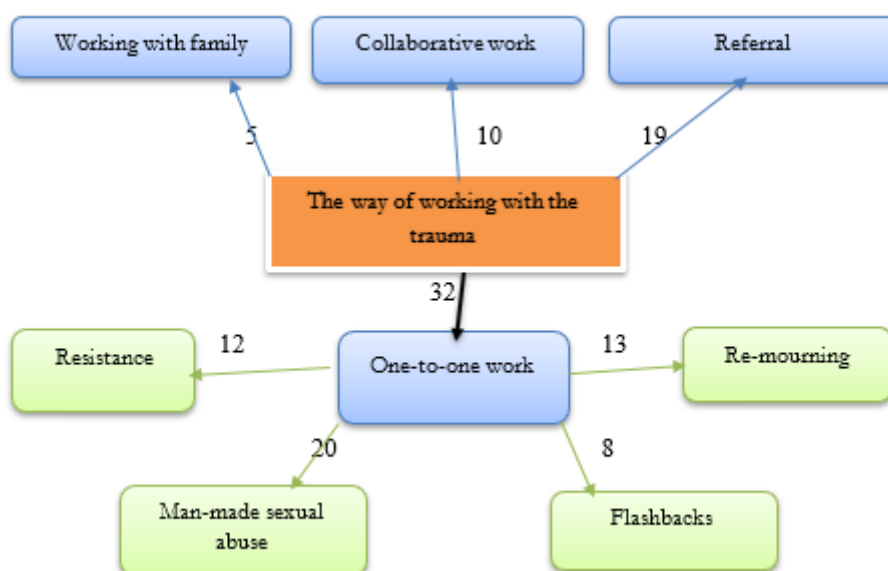 Working with family
Collaborative work
Referral
5
10
19
The way of working with the
trauma
32
Resistance
12
One-to-one work
13
Re-mourning
20
8
Man-made sexual
abuse
Flashbacks